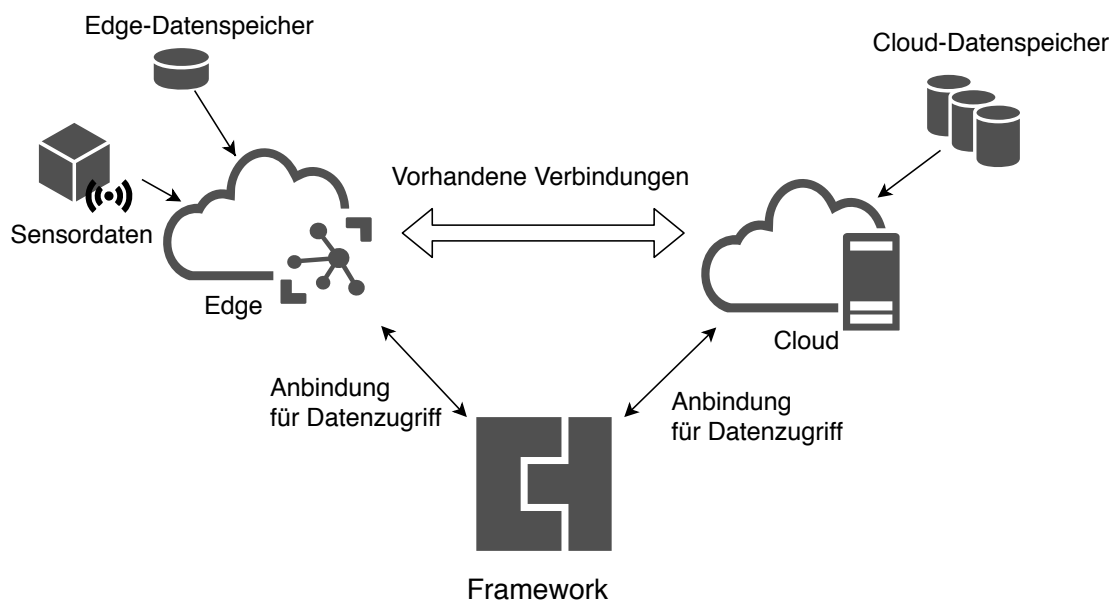 Edge-Datenspeicher
Cloud-Datenspeicher
Vorhandene Verbindungen
Sensordaten
Edge
Cloud
Anbindung
für Datenzugriff
Anbindung
für Datenzugriff
Framework